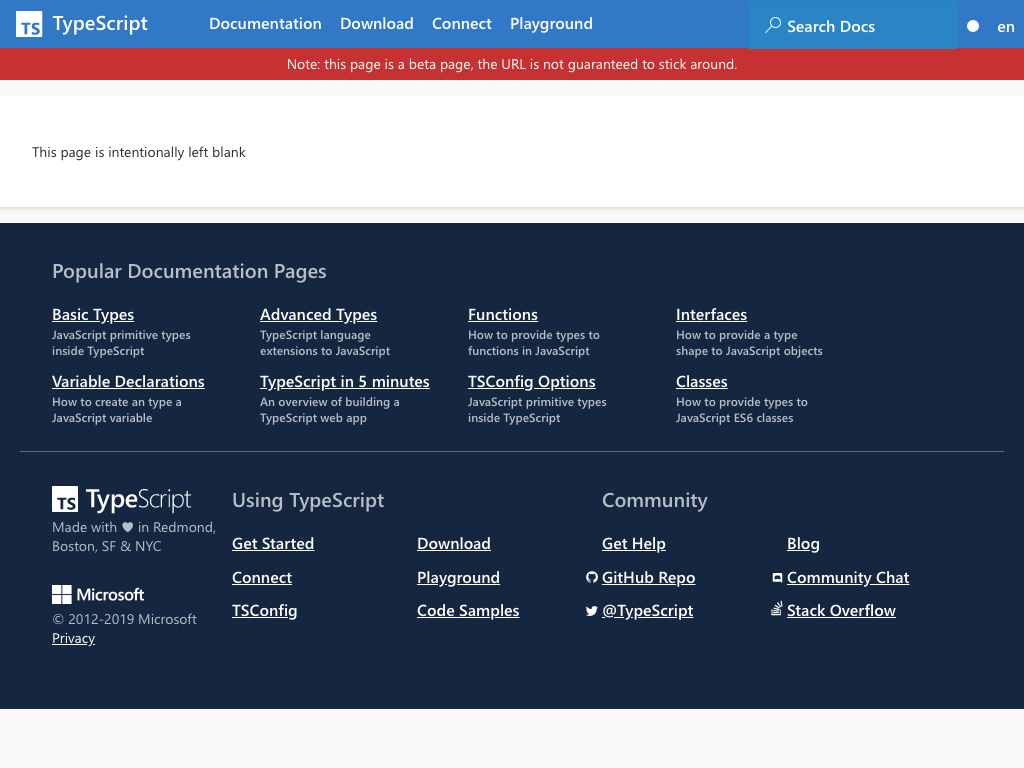 TS TypeScript Documentation Download Connect Playground Search Docs en
Note: this page is a beta page, the URL is not guaranteed to stick around.
This page is intentionally left blank
Popular Documentation Pages
Basic Types Advanced Types Functions Interfaces
JavaScript primitive types TypeScript language How to provide types to How to provide a type
inside TypeScript extensions to JavaScript functions in JavaScript shape to JavaScript objects
Variable Declarations TypeScript in 5 minutes TSConfig Options Classes
How to create an type a An overview of building a JavaScript primitive types How to provide types to
JavaScript variable TypeScript web app inside TypeScript JavaScript ES6 classes
TS TypeScript
Made with ♥ in Redmond,
Boston, SF & NYC
Microsoft
© 2012-2019 Microsoft
Privacy
Using TypeScript
Get Started Download
Connect Playground
TSConfig Code Samples
Community
Get Help Blog
GitHub Repo Community Chat
@TypeScript Stack Overflow